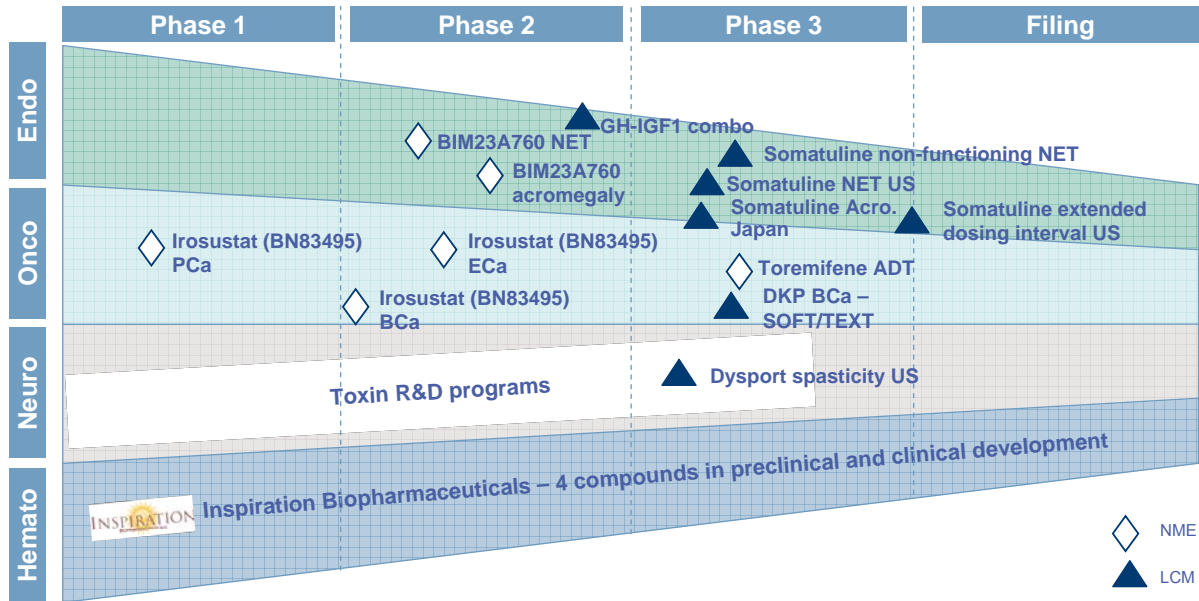 Phase 1
Phase 2
Phase 3
Filing
Endo
GH-IGF1 combo
BIM23A760 NET
Somatuline non-functioning NET
BIM23A760
acromegaly
Somatuline NET US
Somatuline Acro.
Japan
Somatuline extended
dosing interval US
Onco
Irosustat (BN83495)
PCa
Irosustat (BN83495)
ECa
Toremifene ADT
Irosustat (BN83495)
BCa
DKP BCa –
SOFT/TEXT
Neuro
Toxin R&D programs
Dysport spasticity US
Hemato
INSPIRATION
Inspiration Biopharmaceuticals – 4 compounds in preclinical and clinical development
NME
LCM